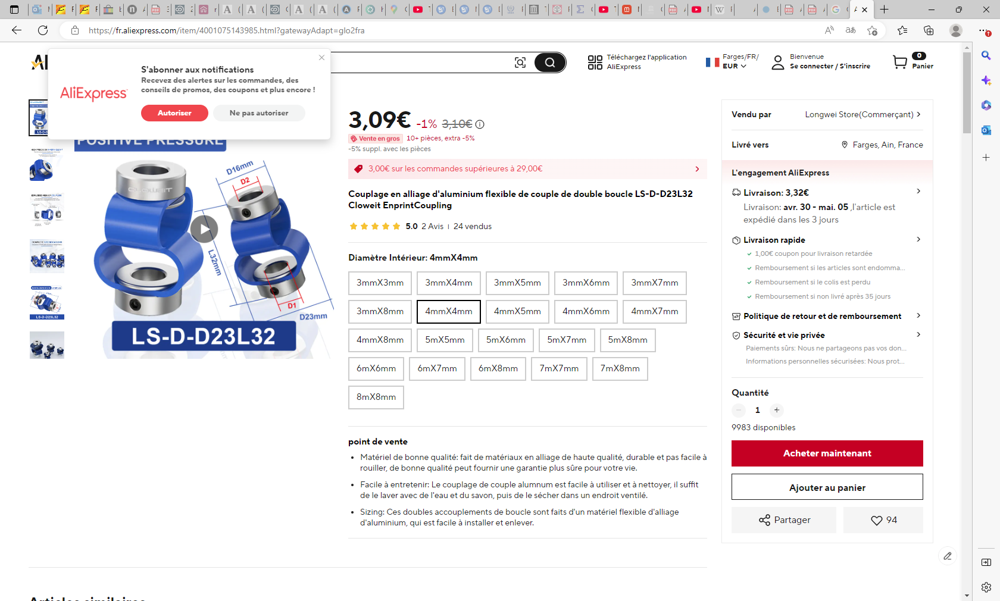 https://fr.aliexpress.com/item/4001075143985.html?gatewayAdapt=glo2fra
S'abonner aux notifications
Recevez des alertes sur les commandes, des
conseils de promos, des coupons et plus encore !
AliExpress
Autoriser
Ne pas autoriser
Téléchargez l'application
AliExpress
Farges/FR/
EUR
Bienvenue
Se connecter / S'inscrire
0
Panier
POSITIVE PRESSURE
CLOWEIT
D16mm
D2
L32mm
D1
D23mm
LS-D-D23L32
3,09€ -1% 3,10€
Vente en gros 10+ pièces, extra -5%
-5% suppl. avec les pièces
3,00€ sur les commandes supérieures à 29,00€
Couplage en alliage d'aluminium flexible de couple de double boucle LS-D-D23L32
Cloweit EnprintCoupling
5.0 2 Avis 24 vendus
Diamètre Intérieur: 4mmX4mm
3mmX3mm 3mmX4mm 3mmX5mm 3mmX6mm 3mmX7mm
3mmX8mm 4mmX4mm 4mmX5mm 4mmX6mm 4mmX7mm
4mmX8mm 5mX5mm 5mX6mm 5mX7mm 5mX8mm
6mX6mm 6mX7mm 6mX8mm 7mX7mm 7mX8mm
8mX8mm
point de vente
• Matériel de bonne qualité: fait de matériaux en alliage de haute qualité, durable et pas facile à
rouiller, de bonne qualité peut fournir une garantie plus sûre pour votre vie.
• Facile à entretenir: Le couplage de couple alumnum est facile à utiliser et à nettoyer, il suffit
de le laver avec de l'eau et du savon, puis de le sécher dans un endroit ventilé.
• Sizing: Ces doubles accouplements de boucle sont faits d'un matériel flexible d'alliage
d'aluminium, qui est facile à installer et enlever.
Vendu par Longwei Store(Commerçant)
Livré vers Farges, Ain, France
L'engagement AliExpress
Livraison: 3,32€
Livraison: avr. 30 - mai. 05 ,l'article est
expédié dans les 3 jours
Livraison rapide
1,00€ coupon pour livraison retardée
Remboursement si les articles sont endomma...
Remboursement si le colis est perdu
Remboursement si non livré après 35 jours
Politique de retour et de remboursement
Sécurité et vie privée
Paiements sûrs: Nous ne partageons pas vos don...
Informations personnelles sécurisées: Nous prot...
Quantité
1
9983 disponibles
Acheter maintenant
Ajouter au panier
Partager
94
Articles similaires